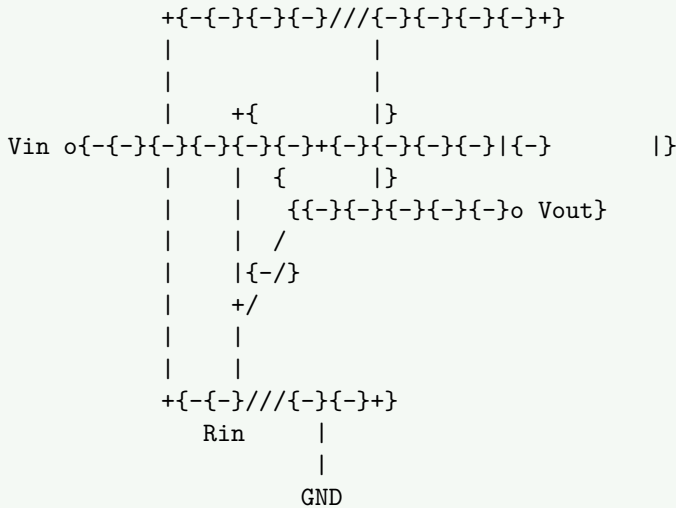 +{-{-}{-}{-}///{-}{-}{-}{-}+}
| |
| |
| +{ |}
Vin o{-{-}{-}{-}{-}{-}+{-}{-}{-}{-}|{-} |}
| | { |}
| | {{-}{-}{-}{-}{-}o Vout}
| | /
| |{-/}
| +/
| |
| |
+{-{-}///{-}{-}+}
Rin |
|
GND